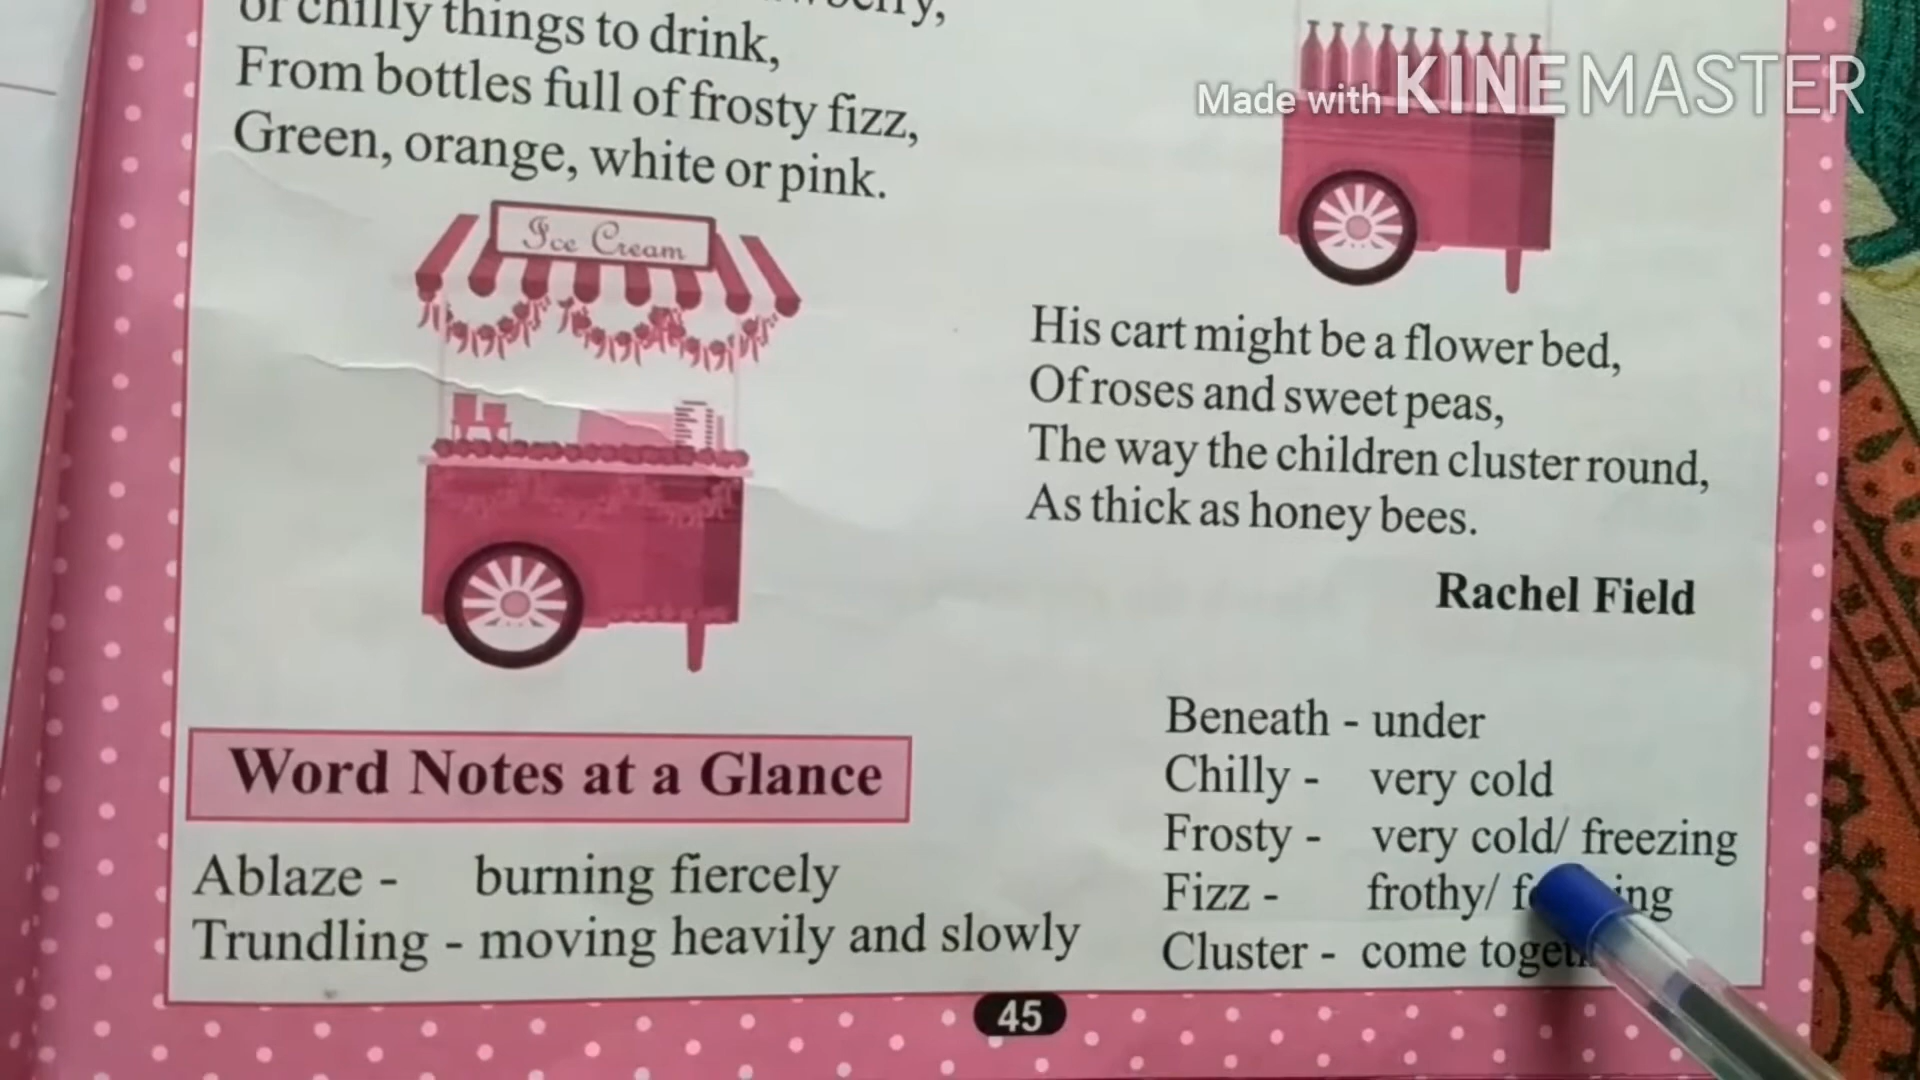 of chilly things to drink,
From bottles full of frosty fizz,
Green, orange, white or pink.
Ice Cream
Made with KINEMASTER
His cart might be a flower bed,
Of roses and sweet peas,
The way the children cluster round,
As thick as honey bees.
Rachel Field
Word Notes at a Glance
Ablaze - burning fiercely
Trundling - moving heavily and slowly
Beneath - under
Chilly - very cold
Frosty - very cold/ freezing
Fizz - frothy/
Cluster - come
45